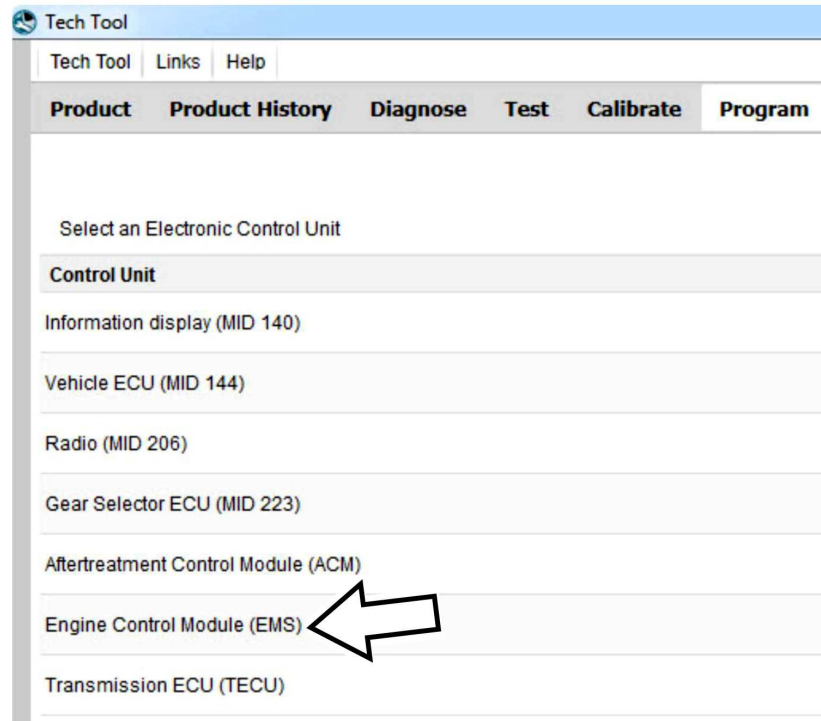 Tech Tool
Tech Tool Links Help
Product Product History Diagnose Test Calibrate Program
Select an Electronic Control Unit
Control Unit
Information display (MID 140)
Vehicle ECU (MID 144)
Radio (MID 206)
Gear Selector ECU (MID 223)
Aftertreatment Control Module (ACM)
Engine Control Module (EMS)
Transmission ECU (TECU)